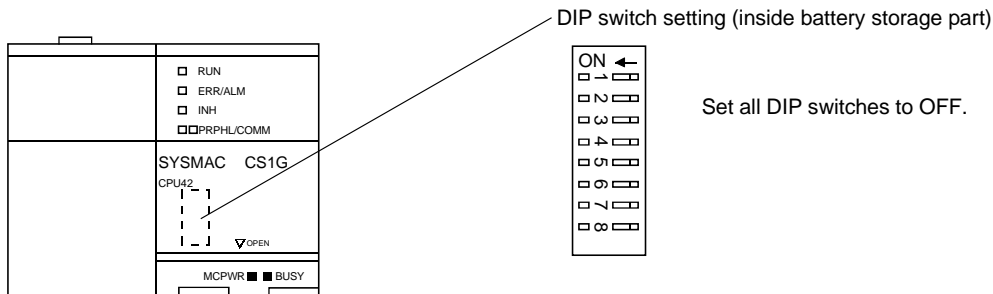 DIP switch setting (inside battery storage part)
RUN
ERR/ALM
INH
PRPHL/COMM
SYSMAC CS1G
CPU42
OPEN
MCPWR BUSY
ON
1
2
3
4
5
6
7
8
Set all DIP switches to OFF.